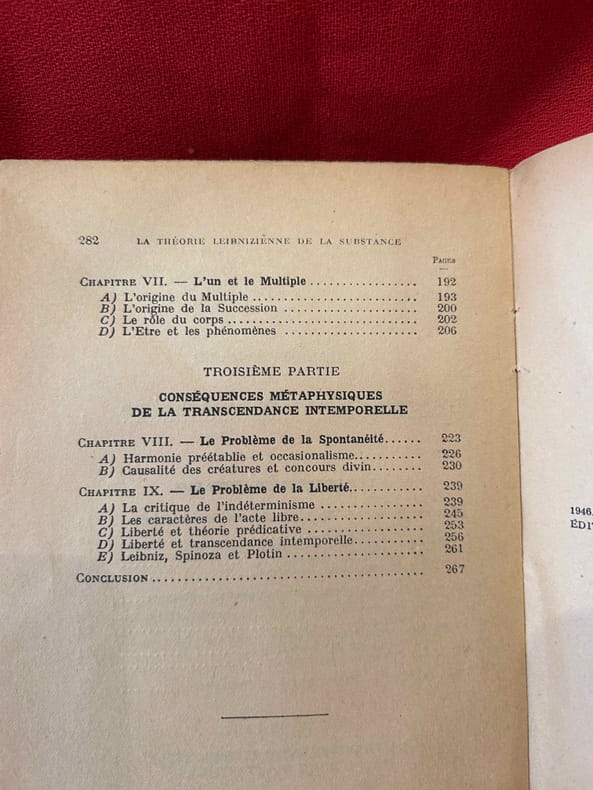 282 LA THÉORIE LEIBNIZIENNE DE LA SUBSTANCE
PAGES
CHAPITRE VII. — L'un et le Multiple ................. 192
A) L'origine du Multiple .......................... 193
B) L'origine de la Succession ..................... 200
C) Le rôle du corps .............................. 202
D) L'Etre et les phénomènes ..................... 206
TROISIÈME PARTIE
CONSÉQUENCES MÉTAPHYSIQUES
DE LA TRANSCENDANCE INTEMPORELLE
CHAPITRE VIII. — Le Problème de la Spontanéité...... 223
A) Harmonie préétablie et occasionalisme.......... 226
B) Causalité des créatures et concours divin........ 230
CHAPITRE IX. — Le Problème de la Liberté........... 239
A) La critique de l'indéterminisme ................ 239
B) Les caractères de l'acte libre................... 245
C) Liberté et théorie prédicative .................. 253
D) Liberté et transcendance intemporelle........... 256
E) Leibniz, Spinoza et Plotin ..................... 261
CONCLUSION .......................................... 267
1946.